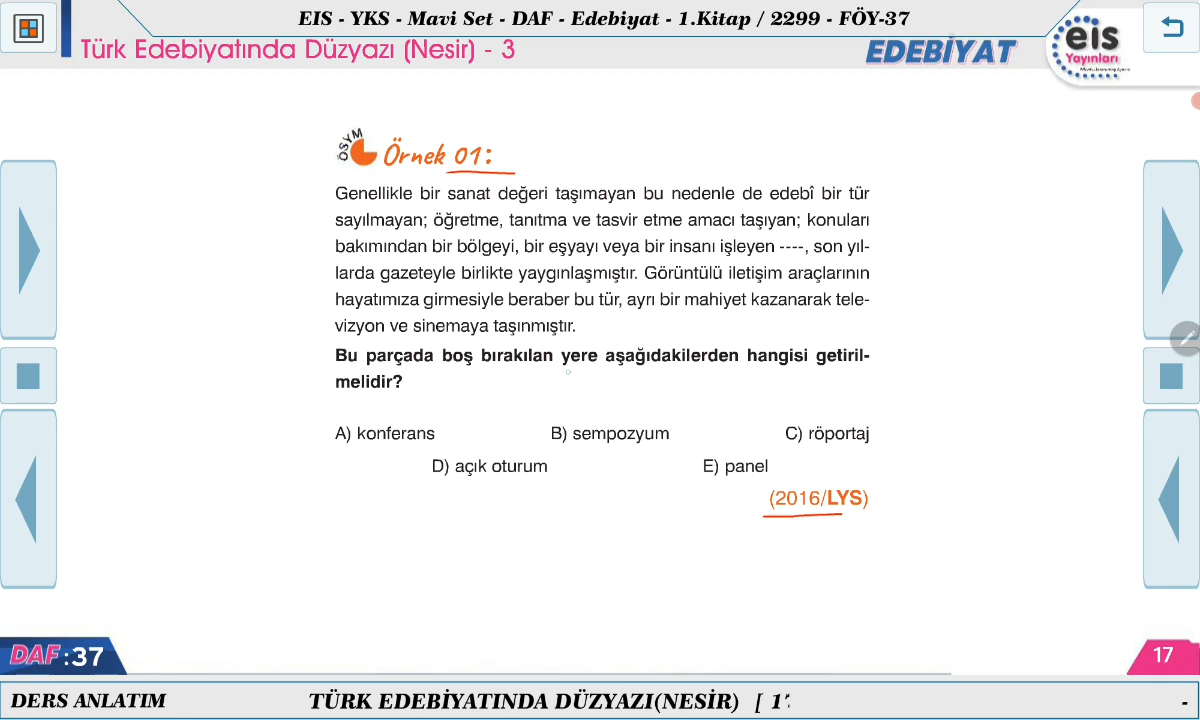 EIS - YKS - Mavi Set - DAF - Edebiyat - 1.Kitap / 2299 - FÖY-37
Türk Edebiyatında Düzyazı (Nesir) - 3
EDEBİYAT
eis
Yayınları
ÖSYM
Örnek 01:
Genellikle bir sanat değeri taşımayan bu nedenle de edebî bir tür
sayılmayan; öğretme, tanıtma ve tasvir etme amacı taşıyan; konuları
bakımından bir bölgeyi, bir eşyayı veya bir insanı işleyen ----, son yıl-
larda gazeteyle birlikte yaygınlaşmıştır. Görüntülü iletişim araçlarının
hayatımıza girmesiyle beraber bu tür, ayrı bir mahiyet kazanarak tele-
vizyon ve sinemaya taşınmıştır.
Bu parçada boş bırakılan yere aşağıdakilerden hangisi getiril-
melidir?
A) konferans B) sempozyum C) röportaj
D) açık oturum E) panel
(2016/LYS)
DAF : 37
17
DERS ANLATIM TÜRK EDEBİYATINDA DÜZYAZI(NESİR) [ 1 -